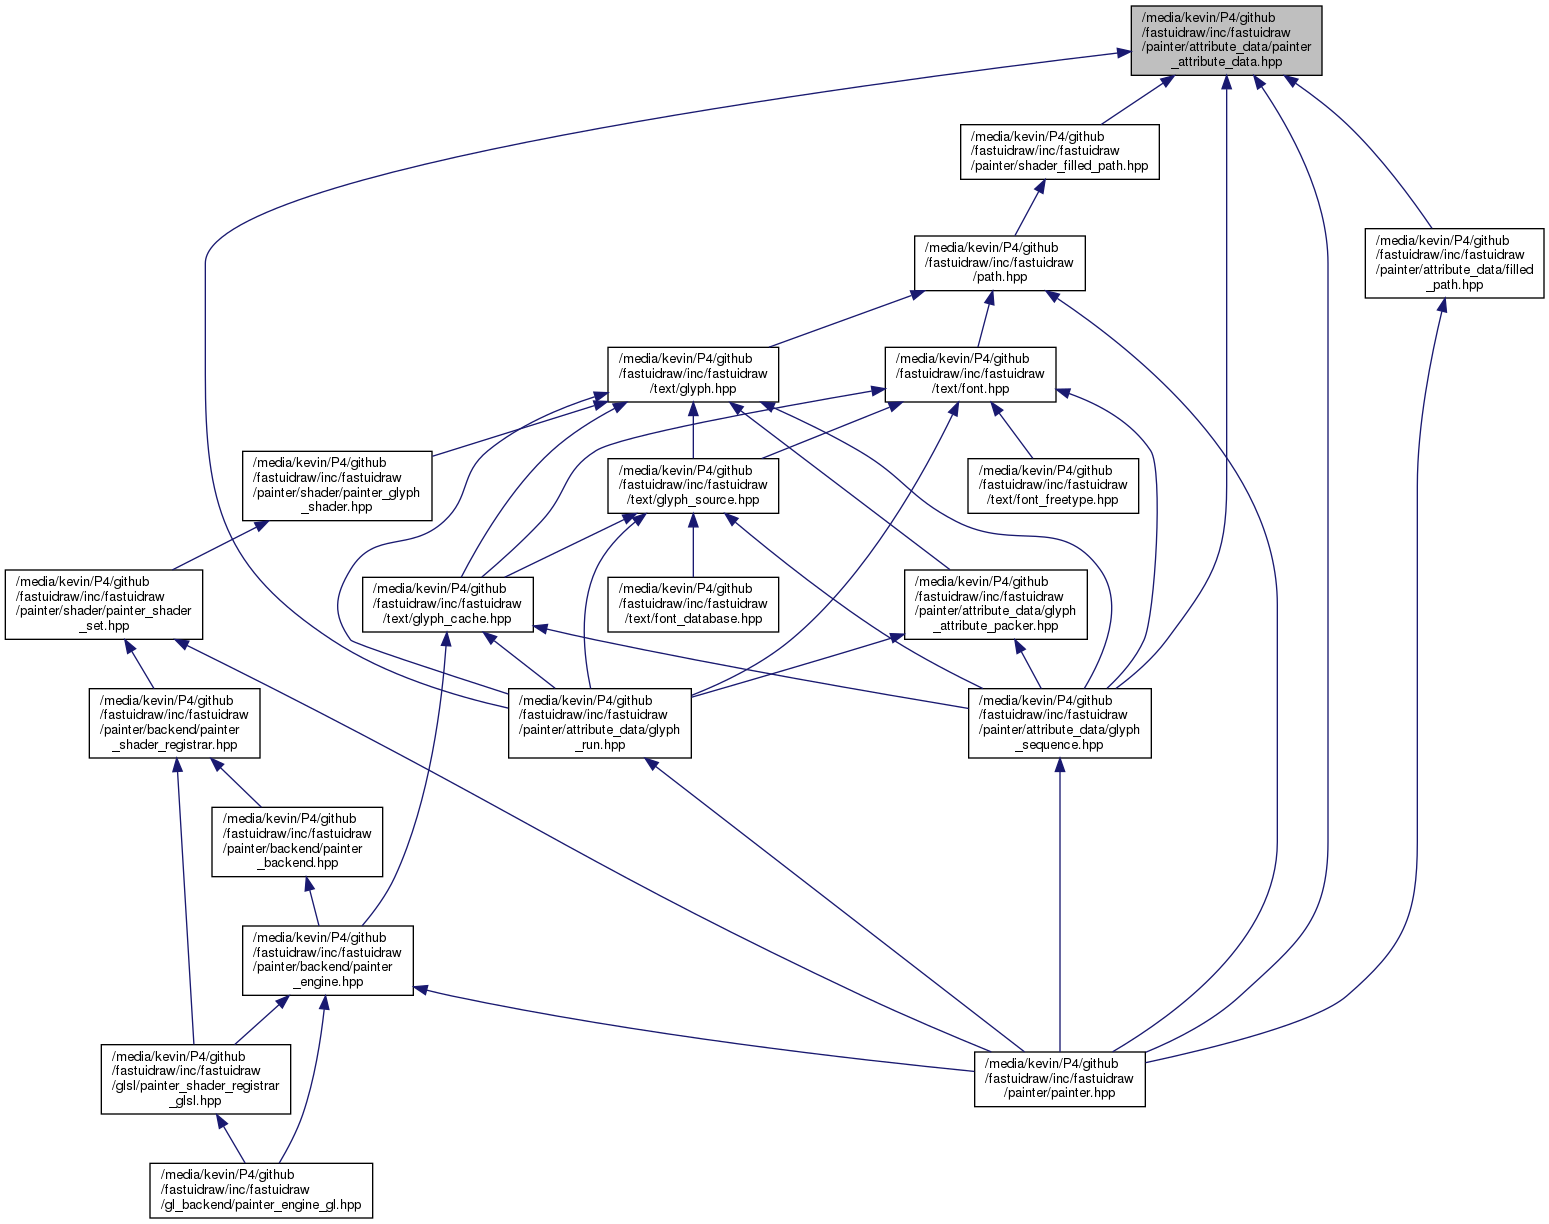 /media/kevin/P4/github
/fastuidraw/inc/fastuidraw
/painter/attribute_data/painter
_attribute_data.hpp
/media/kevin/P4/github
/fastuidraw/inc/fastuidraw
/painter/shader_filled_path.hpp
/media/kevin/P4/github
/fastuidraw/inc/fastuidraw
/path.hpp
/media/kevin/P4/github
/fastuidraw/inc/fastuidraw
/painter/attribute_data/filled
_path.hpp
/media/kevin/P4/github
/fastuidraw/inc/fastuidraw
/text/glyph.hpp
/media/kevin/P4/github
/fastuidraw/inc/fastuidraw
/text/font.hpp
/media/kevin/P4/github
/fastuidraw/inc/fastuidraw
/painter/shader/painter_glyph
_shader.hpp
/media/kevin/P4/github
/fastuidraw/inc/fastuidraw
/text/glyph_source.hpp
/media/kevin/P4/github
/fastuidraw/inc/fastuidraw
/text/font_freetype.hpp
/media/kevin/P4/github
/fastuidraw/inc/fastuidraw
/painter/shader/painter_shader
_set.hpp
/media/kevin/P4/github
/fastuidraw/inc/fastuidraw
/text/glyph_cache.hpp
/media/kevin/P4/github
/fastuidraw/inc/fastuidraw
/text/font_database.hpp
/media/kevin/P4/github
/fastuidraw/inc/fastuidraw
/painter/attribute_data/glyph
_attribute_packer.hpp
/media/kevin/P4/github
/fastuidraw/inc/fastuidraw
/painter/backend/painter
_shader_registrar.hpp
/media/kevin/P4/github
/fastuidraw/inc/fastuidraw
/painter/attribute_data/glyph
_run.hpp
/media/kevin/P4/github
/fastuidraw/inc/fastuidraw
/painter/attribute_data/glyph
_sequence.hpp
/media/kevin/P4/github
/fastuidraw/inc/fastuidraw
/painter/backend/painter
_backend.hpp
/media/kevin/P4/github
/fastuidraw/inc/fastuidraw
/painter/backend/painter
_engine.hpp
/media/kevin/P4/github
/fastuidraw/inc/fastuidraw
/glsl/painter_shader_registrar
_glsl.hpp
/media/kevin/P4/github
/fastuidraw/inc/fastuidraw
/painter/painter.hpp
/media/kevin/P4/github
/fastuidraw/inc/fastuidraw
/gl_backend/painter_engine_gl.hpp